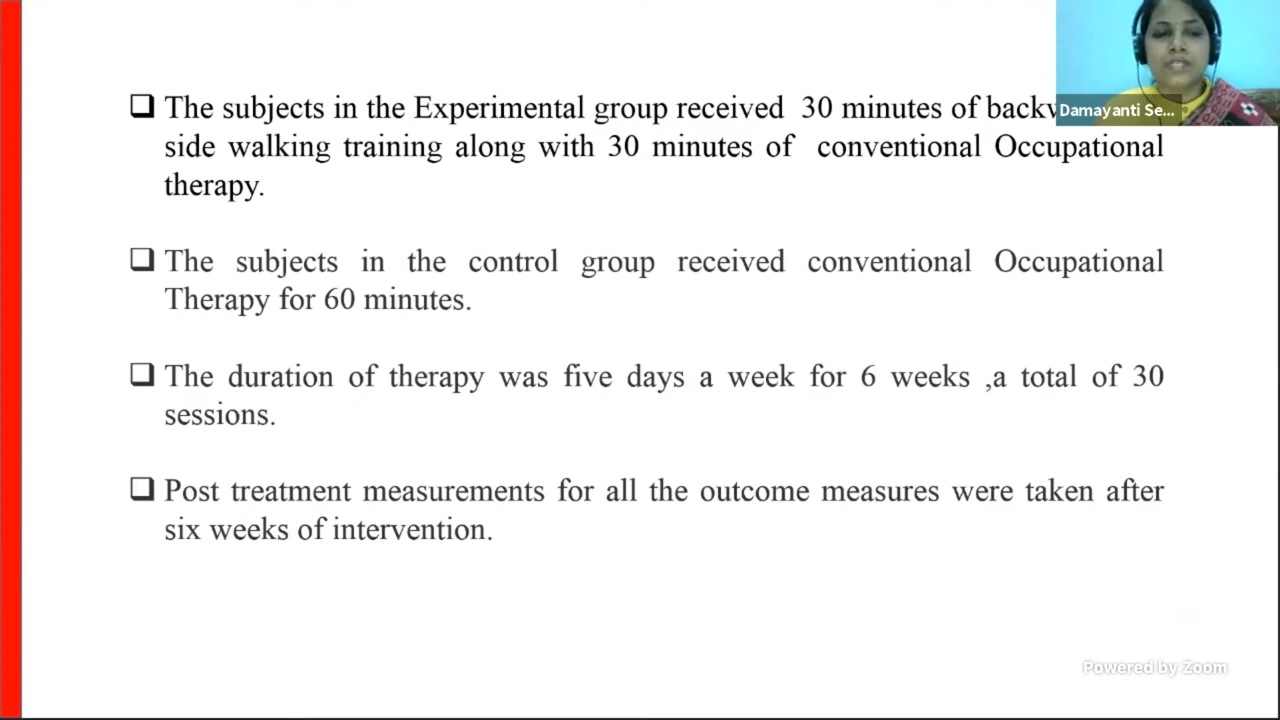 The subjects in the Experimental group received 30 minutes of
side walking training along with 30 minutes of conventional Occupational
therapy.
The subjects in the control group received conventional Occupational
Therapy for 60 minutes.
The duration of therapy was five days a week for 6 weeks ,a total of 30
sessions.
Post treatment measurements for all the outcome measures were taken after
six weeks of intervention.
Damayanti Se...
Powered by Zoom